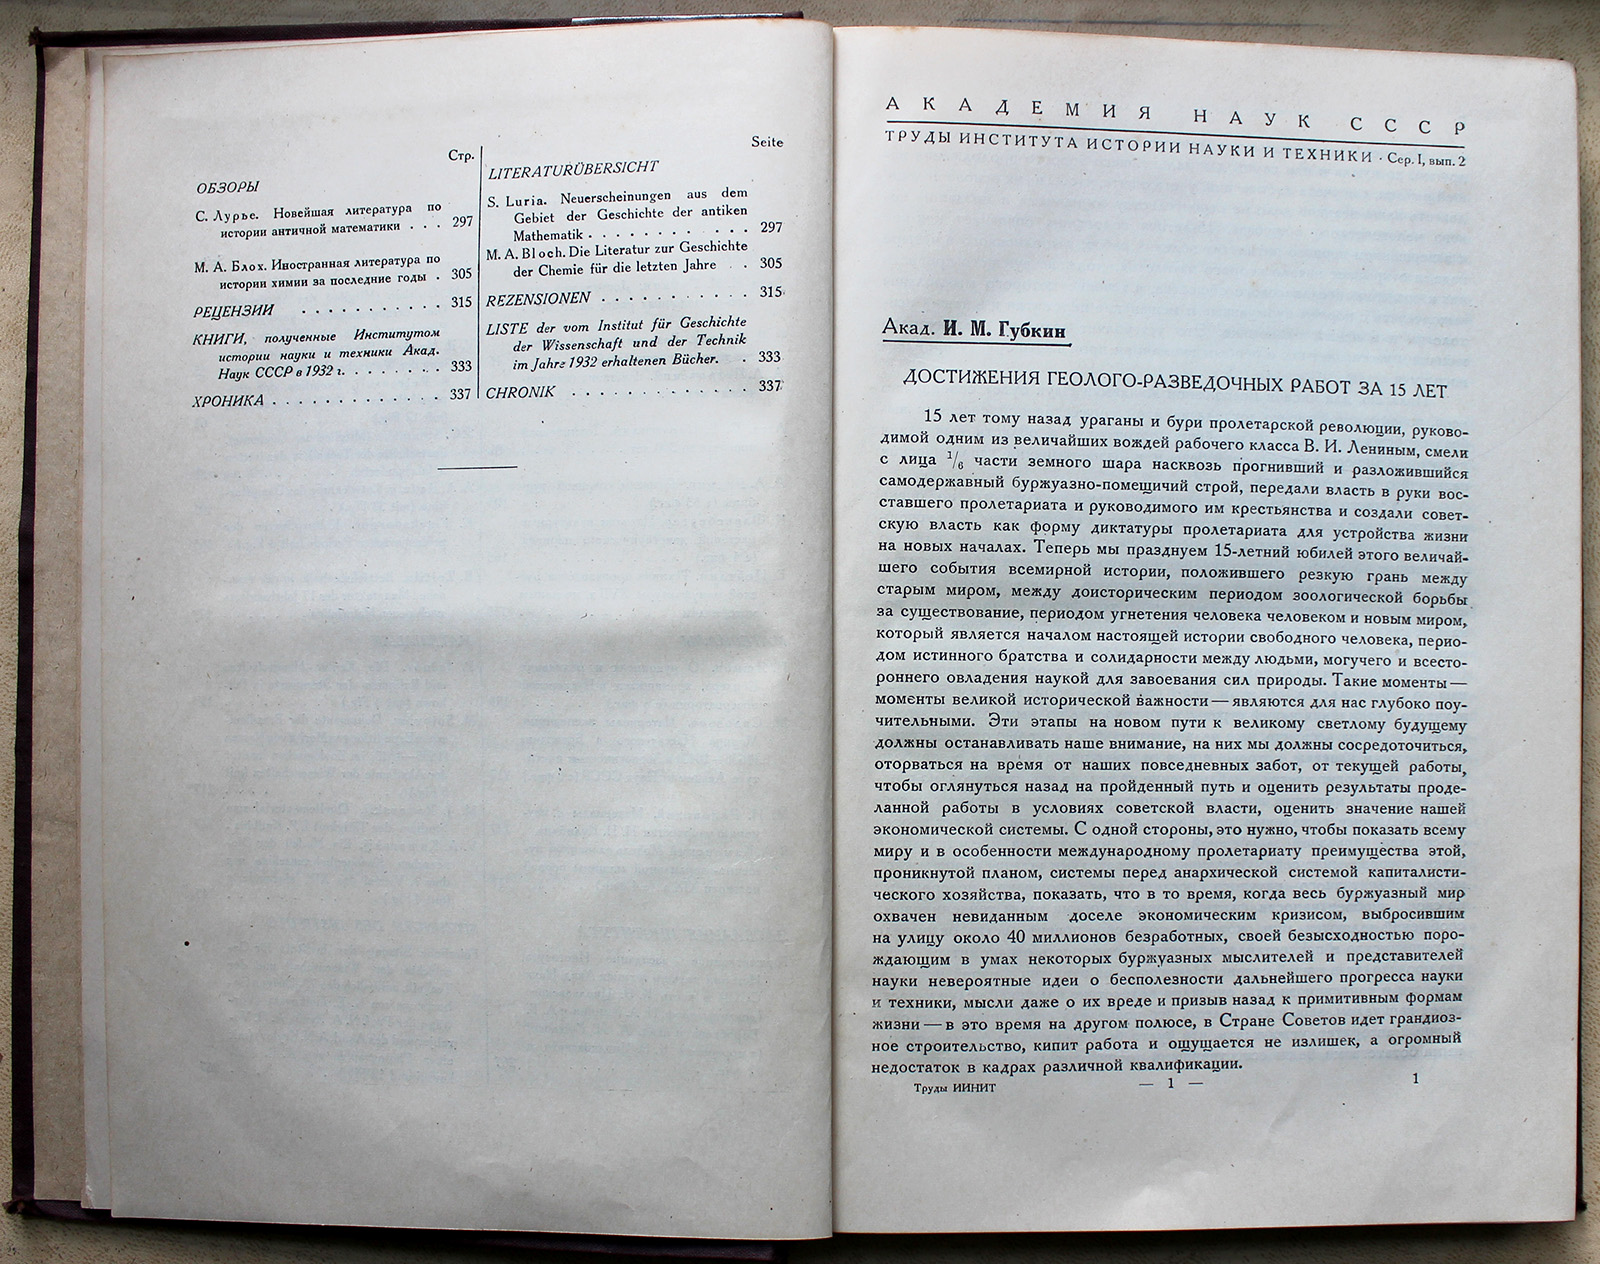 Стр.
ОБЗОРЫ
С. Лурье. Новейшая литература по
истории античной математики . . . 297
М. А. Блох. Иностранная литература по
истории химии за последние годы . 305
РЕЦЕНЗИИ . . . . . . . . . . 315
КНИГИ, полученные Институтом
истории науки и техники Акад.
Наук СССР в 1932 г. . . . . . . . 333
ХРОНИКА . . . . . . . . . . . . . 337
Seite
LITERATURÜBERSICHT
S. Luria. Neuerscheinungen aus dem
Gebiet der Geschichte der antiken
Mathematik . . . . . . . . . . . 297
M. A. Bloch. Die Literatur zur Geschichte
der Chemie für die letzten Jahre . . 305
REZENSIONEN . . . . . . . . . . . 315
LISTE der vom Institut für Geschichte
der Wissenschaft und der Technik
im Jahre 1932 erhaltenen Bücher. . 333
CHRONIK . . . . . . . . . . . . . 337
АКАДЕМИЯ НАУК СССР
ТРУДЫ ИНСТИТУТА ИСТОРИИ НАУКИ И ТЕХНИКИ · Сер. I, вып. 2
Акад. И. М. Губкин
ДОСТИЖЕНИЯ ГЕОЛОГО-РАЗВЕДОЧНЫХ РАБОТ ЗА 15 ЛЕТ
15 лет тому назад ураганы и бури пролетарской революции, руково-
димой одним из величайших вождей рабочего класса В. И. Лениным, смели
с лица 1/6 части земного шара насквозь прогнивший и разложившийся
самодержавный буржуазно-помещичий строй, передали власть в руки вос-
ставшего пролетариата и руководимого им крестьянства и создали совет-
скую власть как форму диктатуры пролетариата для устройства жизни
на новых началах. Теперь мы празднуем 15-летний юбилей этого величай-
шего события всемирной истории, положившего резкую грань между
старым миром, между доисторическим периодом зоологической борьбы
за существование, периодом угнетения человека человеком и новым миром,
который является началом настоящей истории свободного человека, перио-
дом истинного братства и солидарности между людьми, могучего и всесто-
роннего овладения наукой для завоевания сил природы. Такие моменты —
моменты великой исторической важности — являются для нас глубоко поу-
чительными. Эти этапы на новом пути к великому светлому будущему
должны останавливать наше внимание, на них мы должны сосредоточиться,
оторваться на время от наших повседневных забот, от текущей работы,
чтобы оглянуться назад на пройденный путь и оценить результаты проде-
ланной работы в условиях советской власти, оценить значение нашей
экономической системы. С одной стороны, это нужно, чтобы показать всему
миру и в особенности международному пролетариату преимущества этой,
проникнутой планом, системы перед анархической системой капиталисти-
ческого хозяйства, показать, что в то время, когда весь буржуазный мир
охвачен невиданным доселе экономическим кризисом, выбросившим
на улицу около 40 миллионов безработных, своей безысходностью поро-
ждающим в умах некоторых буржуазных мыслителей и представителей
науки невероятные идеи о бесполезности дальнейшего прогресса науки
и техники, мысли даже о их вреде и призыв назад к примитивным формам
жизни — в это время на другом полюсе, в Стране Советов идет грандиоз-
ное строительство, кипит работа и ощущается не излишек, а огромный
недостаток в кадрах различной квалификации.
Труды ИИНИТ — 1 — 1